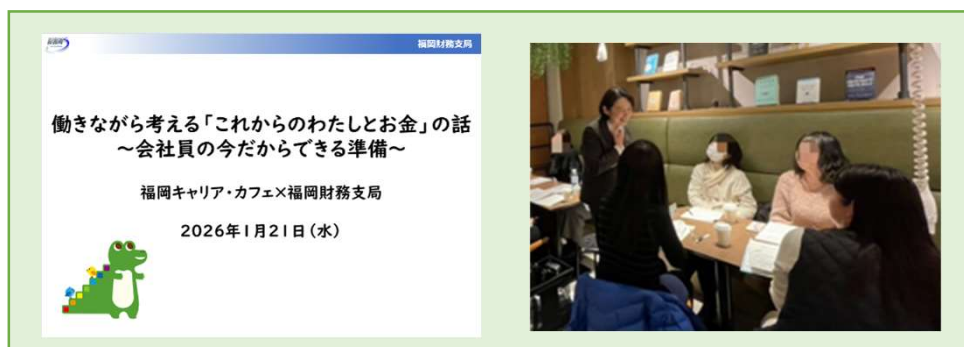 福岡財務支局
働きながら考える「これからのわたしとお金」の話
～会社員の今だからできる準備～
福岡キャリア・カフェ×福岡財務支局
2026年1月21日(水)